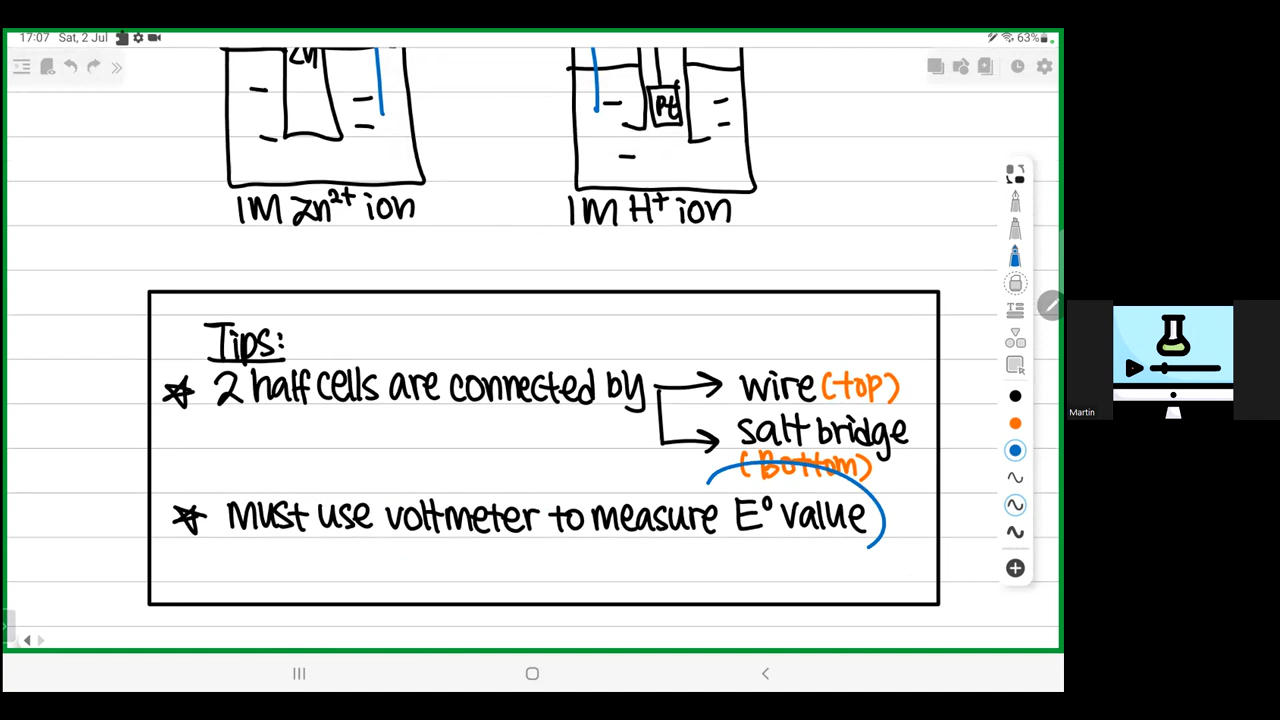 17:07 Sat, 2 Jul
63%
Zn
Pt
1M Zn²⁺ ion
1M H⁺ ion
Tips:
☆ 2 half cells are connected by → wire (top)
→ salt bridge
(Bottom)
☆ must use voltmeter to measure E° value
Martin